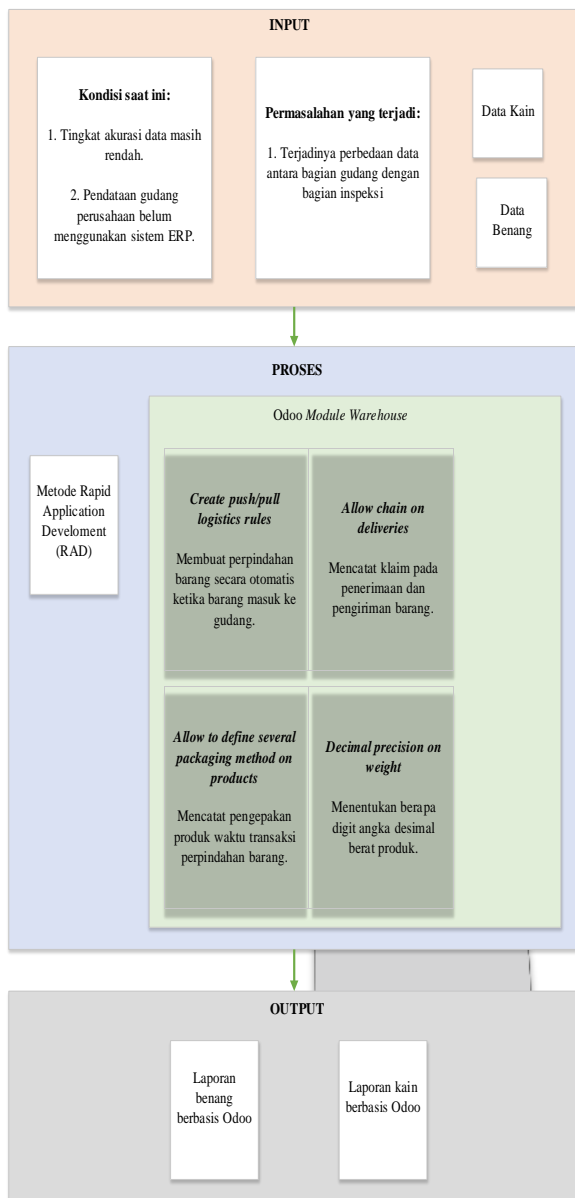 INPUT
Kondisi saat ini:
1. Tingkat akurasi data masih
rendah.
2. Pendataan gudang
perusahaan belum
menggunakan sistem ERP.
Permasalahan yang terjadi:
1. Terjadinya perbedaan data
antara bagian gudang dengan
bagian inspeksi
Data Kain
Data
Benang
PROSES
Odoo Module Warehouse
Metode Rapid
Application
Develoment
(RAD)
Create push/pull
logistics rules
Membuat perpindahan
barang secara otomatis
ketika barang masuk ke
gudang.
Allow chain on
deliveries
Mencatat klaim pada
penerimaan dan
pengiriman barang.
Allow to define several
packaging method on
products
Mencatat pengepakan
produk waktu transaksi
perpindahan barang.
Decimal precision on
weight
Menentukan berapa
digit angka desimal
berat produk.
OUTPUT
Laporan
benang
berbasis Odoo
Laporan kain
berbasis Odoo